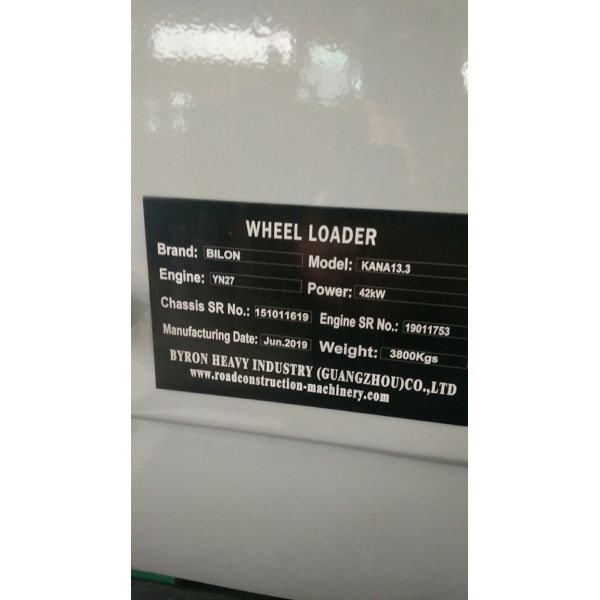 WHEEL LOADER
Brand: BILON Model: KANA13.3
Engine: YN27 Power: 42kW
Chassis SR No.: 151011619 Engine SR No.: 19011753
Manufacturing Date: Jun.2019 Weight: 3800Kgs
BYRON HEAVY INDUSTRY (GUANGZHOU)CO.,LTD
www.roadconstruction-machinery.com